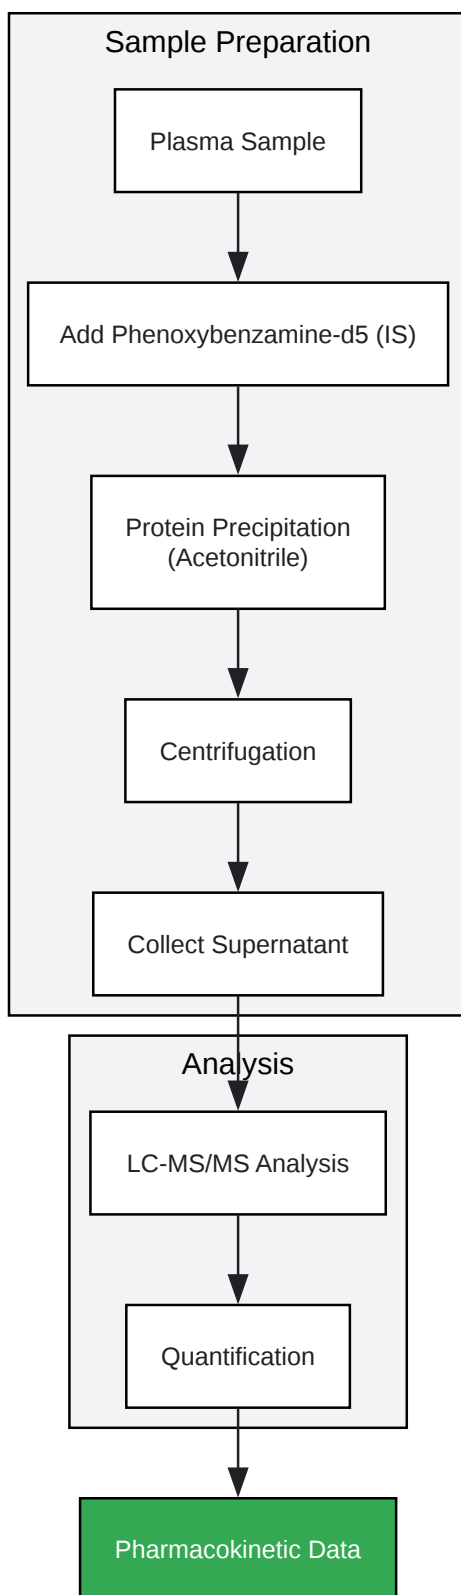 Sample Preparation
Plasma Sample
Add Phenoxybenzamine-d5 (IS)
Protein Precipitation
(Acetonitrile)
Centrifugation
Collect Supernatant
Analysis
LC-MS/MS Analysis
Quantification
Pharmacokinetic Data